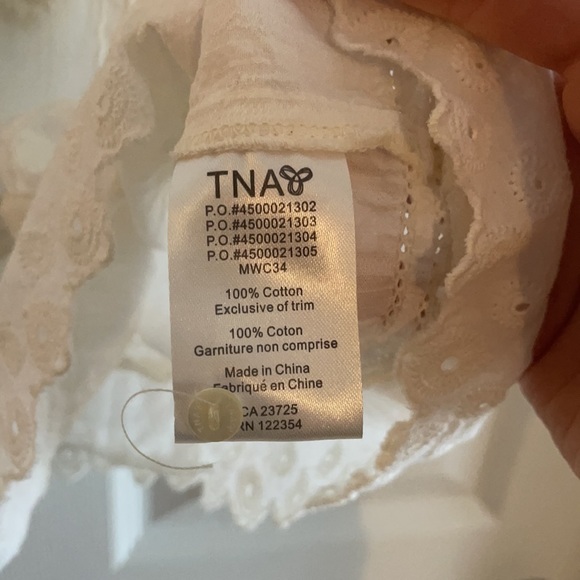 TNA
P.O.#4500021302
P.O.#4500021303
P.O.#4500021304
P.O.#4500021305
MWC34
100% Cotton
Exclusive of trim
100% Coton
Garniture non comprise
Made in China
Fabriqué en Chine
CA 23725
RN 122354